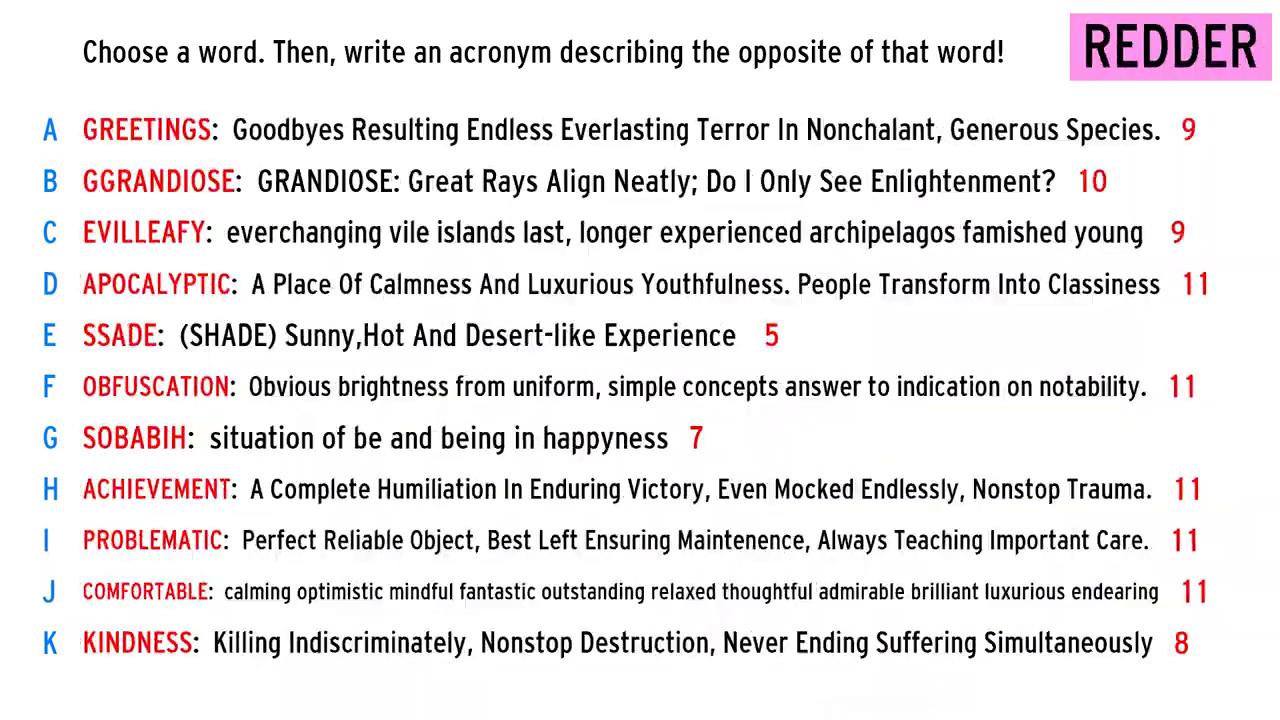 Choose a word. Then, write an acronym describing the opposite of that word!
REDDER
A GREETINGS: Goodbyes Resulting Endless Everlasting Terror In Nonchalant, Generous Species. 9
B GGRANDIOSE: GRANDIOSE: Great Rays Align Neatly; Do I Only See Enlightenment? 10
C EVILLEAFY: everchanging vile islands last, longer experienced archipelagos famished young 9
D APOCALYPTIC: A Place Of Calmness And Luxurious Youthfulness. People Transform Into Classiness 11
E SSADE: (SHADE) Sunny,Hot And Desert-like Experience 5
F OBFUSCATION: Obvious brightness from uniform, simple concepts answer to indication on notability. 11
G SOBABIH: situation of be and being in happyness 7
H ACHIEVEMENT: A Complete Humiliation In Enduring Victory, Even Mocked Endlessly, Nonstop Trauma. 11
I PROBLEMATIC: Perfect Reliable Object, Best Left Ensuring Maintenence, Always Teaching Important Care. 11
J COMFORTABLE: calming optimistic mindful fantastic outstanding relaxed thoughtful admirable brilliant luxurious endearing 11
K KINDNESS: Killing Indiscriminately, Nonstop Destruction, Never Ending Suffering Simultaneously 8